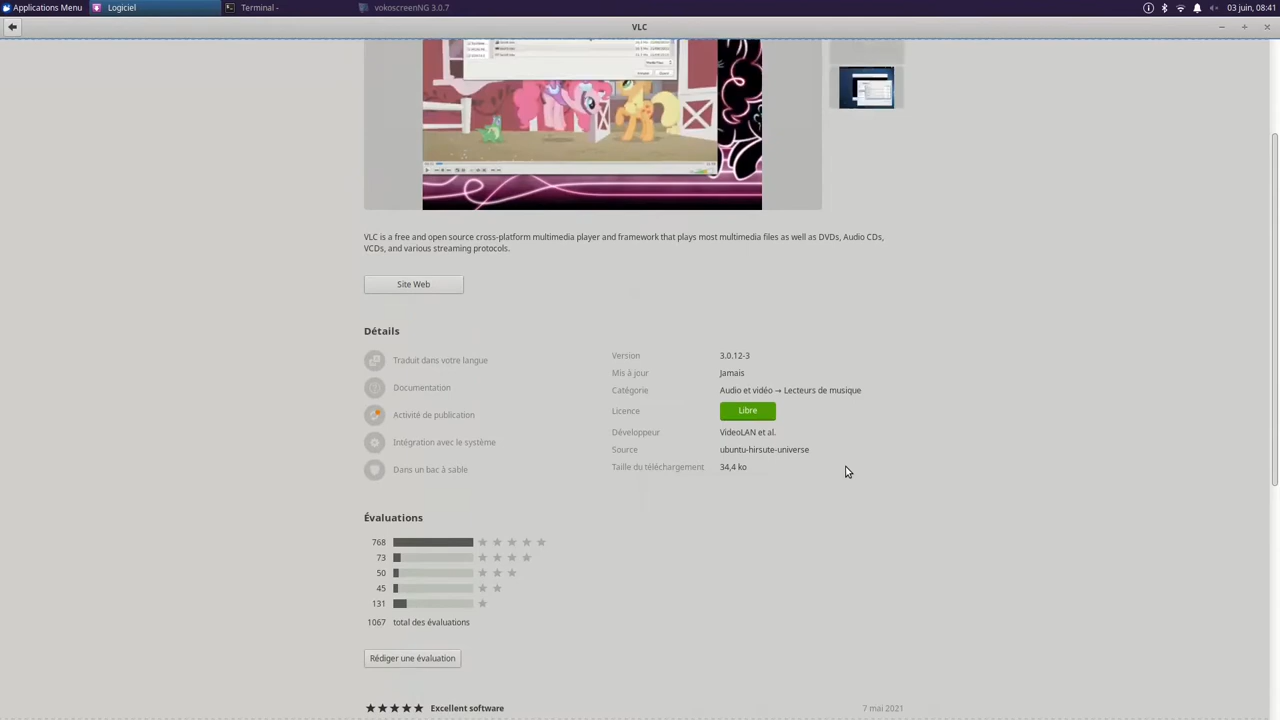 Applications Menu Logiciel Terminal - vokoscreenNG 3.0.7 03 juin, 08:41
VLC
VLC is a free and open source cross-platform multimedia player and framework that plays most multimedia files as well as DVDs, Audio CDs,
VCDs, and various streaming protocols.
Site Web
Détails
Traduit dans votre langue
Documentation
Activité de publication
Intégration avec le système
Dans un bac à sable
Version 3.0.12-3
Mis à jour Jamais
Catégorie Audio et vidéo → Lecteurs de musique
Licence Libre
Développeur VideoLAN et al.
Source ubuntu-hirsute-universe
Taille du téléchargement 34,4 ko
Évaluations
768 ★ ★ ★ ★ ★
73 ★ ★ ★ ★
50 ★ ★ ★
45 ★ ★
131 ★
1067 total des évaluations
Rédiger une évaluation
★★★★★ Excellent software 7 mai 2021